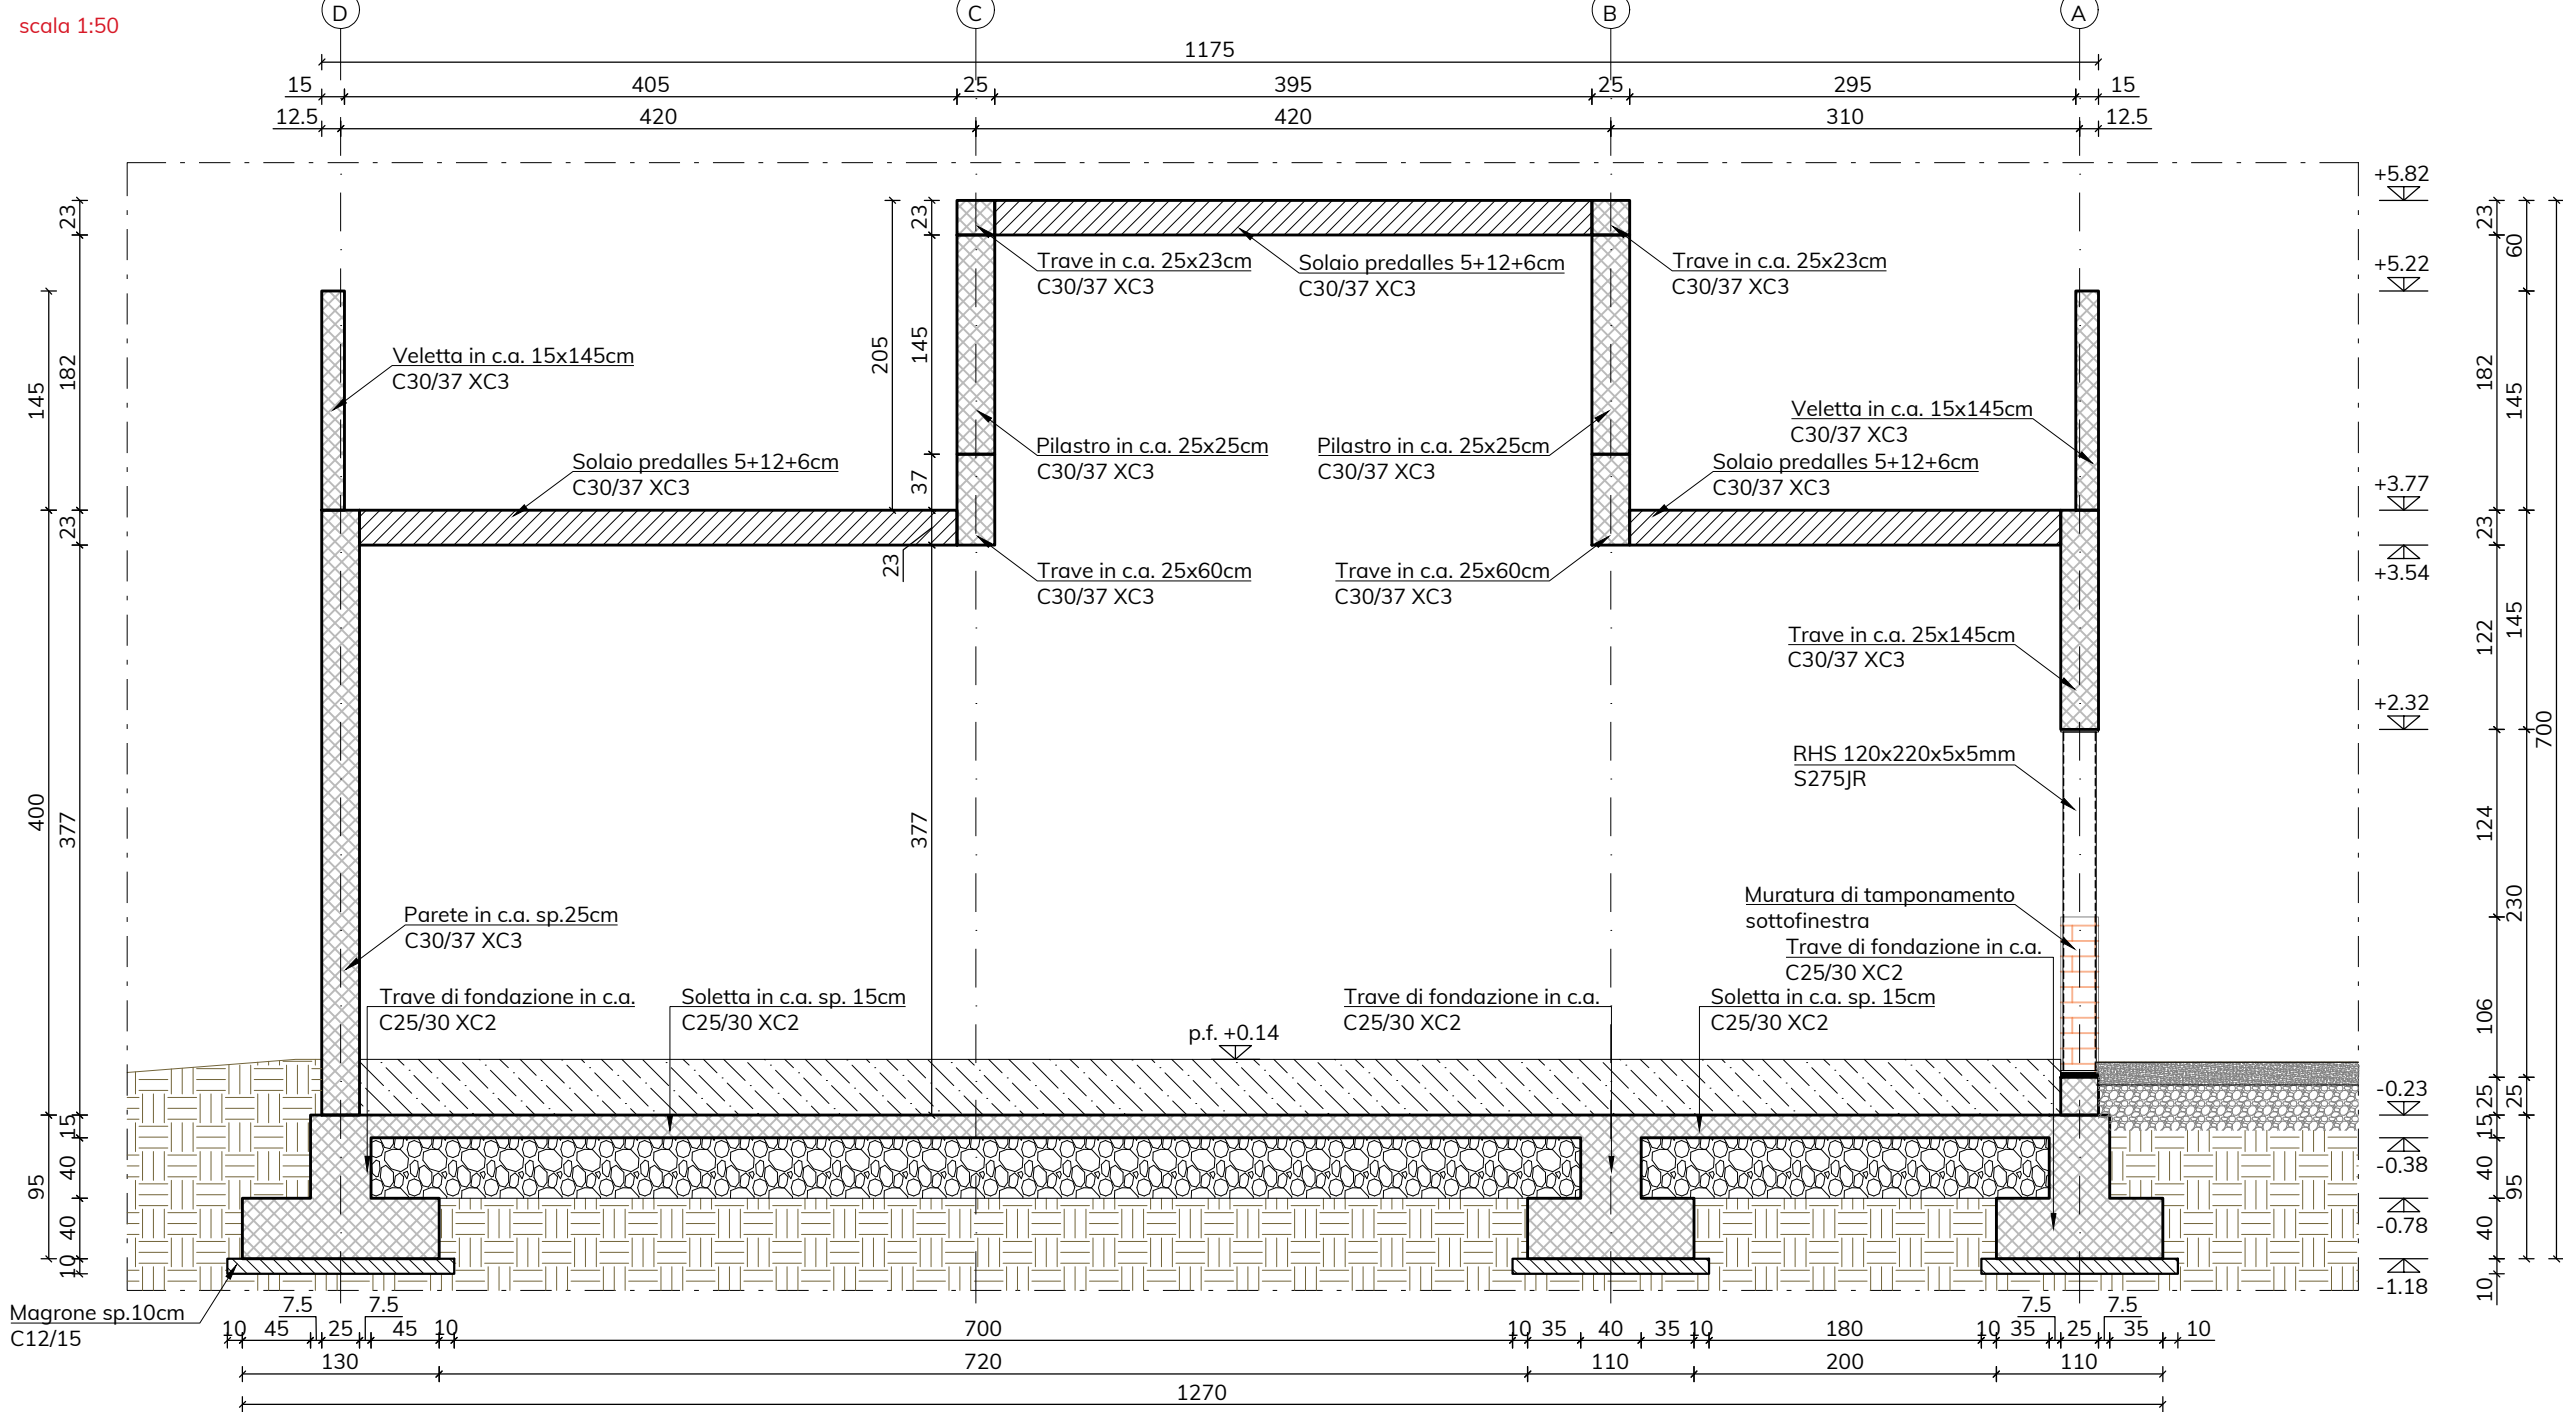 D
C
B
A
scala 1:50
1175
15
405
25
395
25
295
15
12.5
420
420
310
12.5
+5.82
23
23
23
60
Trave in c.a. 25x23cm
C30/37 XC3
Solaio predalles 5+12+6cm
C30/37 XC3
Trave in c.a. 25x23cm
C30/37 XC3
+5.22
145
182
205
145
182
145
Veletta in c.a. 15x145cm
C30/37 XC3
Veletta in c.a. 15x145cm
C30/37 XC3
Pilastro in c.a. 25x25cm
C30/37 XC3
Pilastro in c.a. 25x25cm
C30/37 XC3
Solaio predalles 5+12+6cm
C30/37 XC3
Solaio predalles 5+12+6cm
C30/37 XC3
37
+3.77
23
23
23
+3.54
Trave in c.a. 25x60cm
C30/37 XC3
Trave in c.a. 25x60cm
C30/37 XC3
122
145
Trave in c.a. 25x145cm
C30/37 XC3
+2.32
700
RHS 120x220x5x5mm
S275JR
400
377
377
124
230
Muratura di tamponamento
sottofinestra
Parete in c.a. sp.25cm
C30/37 XC3
Trave di fondazione in c.a.
C25/30 XC2
Trave di fondazione in c.a.
C25/30 XC2
Soletta in c.a. sp. 15cm
C25/30 XC2
Trave di fondazione in c.a.
C25/30 XC2
Soletta in c.a. sp. 15cm
C25/30 XC2
106
p.f. +0.14
-0.23
25
25
15
15
-0.38
95
40
40
95
-0.78
40
40
10
-1.18
10
Magrone sp.10cm
C12/15
7.5
7.5
7.5
7.5
10
45
25
45
10
700
10
35
40
35
10
180
10
35
25
35
10
130
720
110
200
110
1270